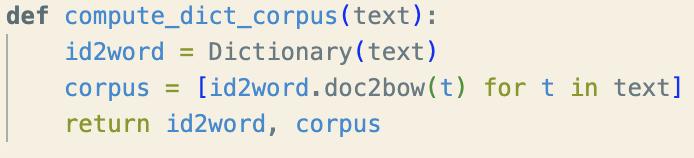 def compute_dict_corpus(text):
    id2word = Dictionary(text)
    corpus = [id2word.doc2bow(t) for t in text]
    return id2word, corpus